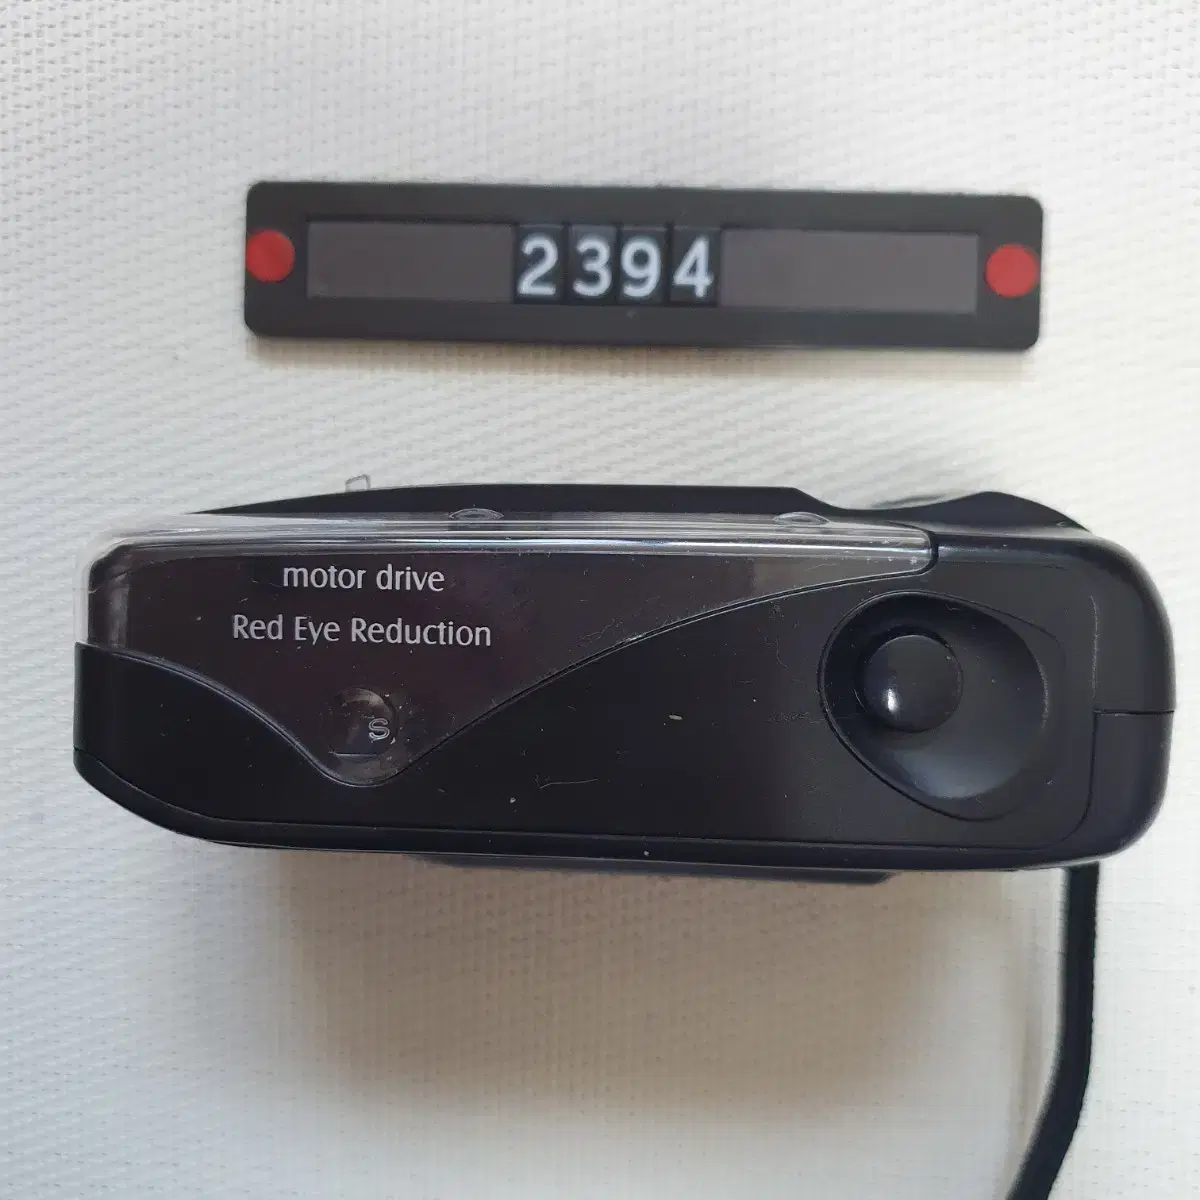 2394
motor drive
Red Eye Reduction
S